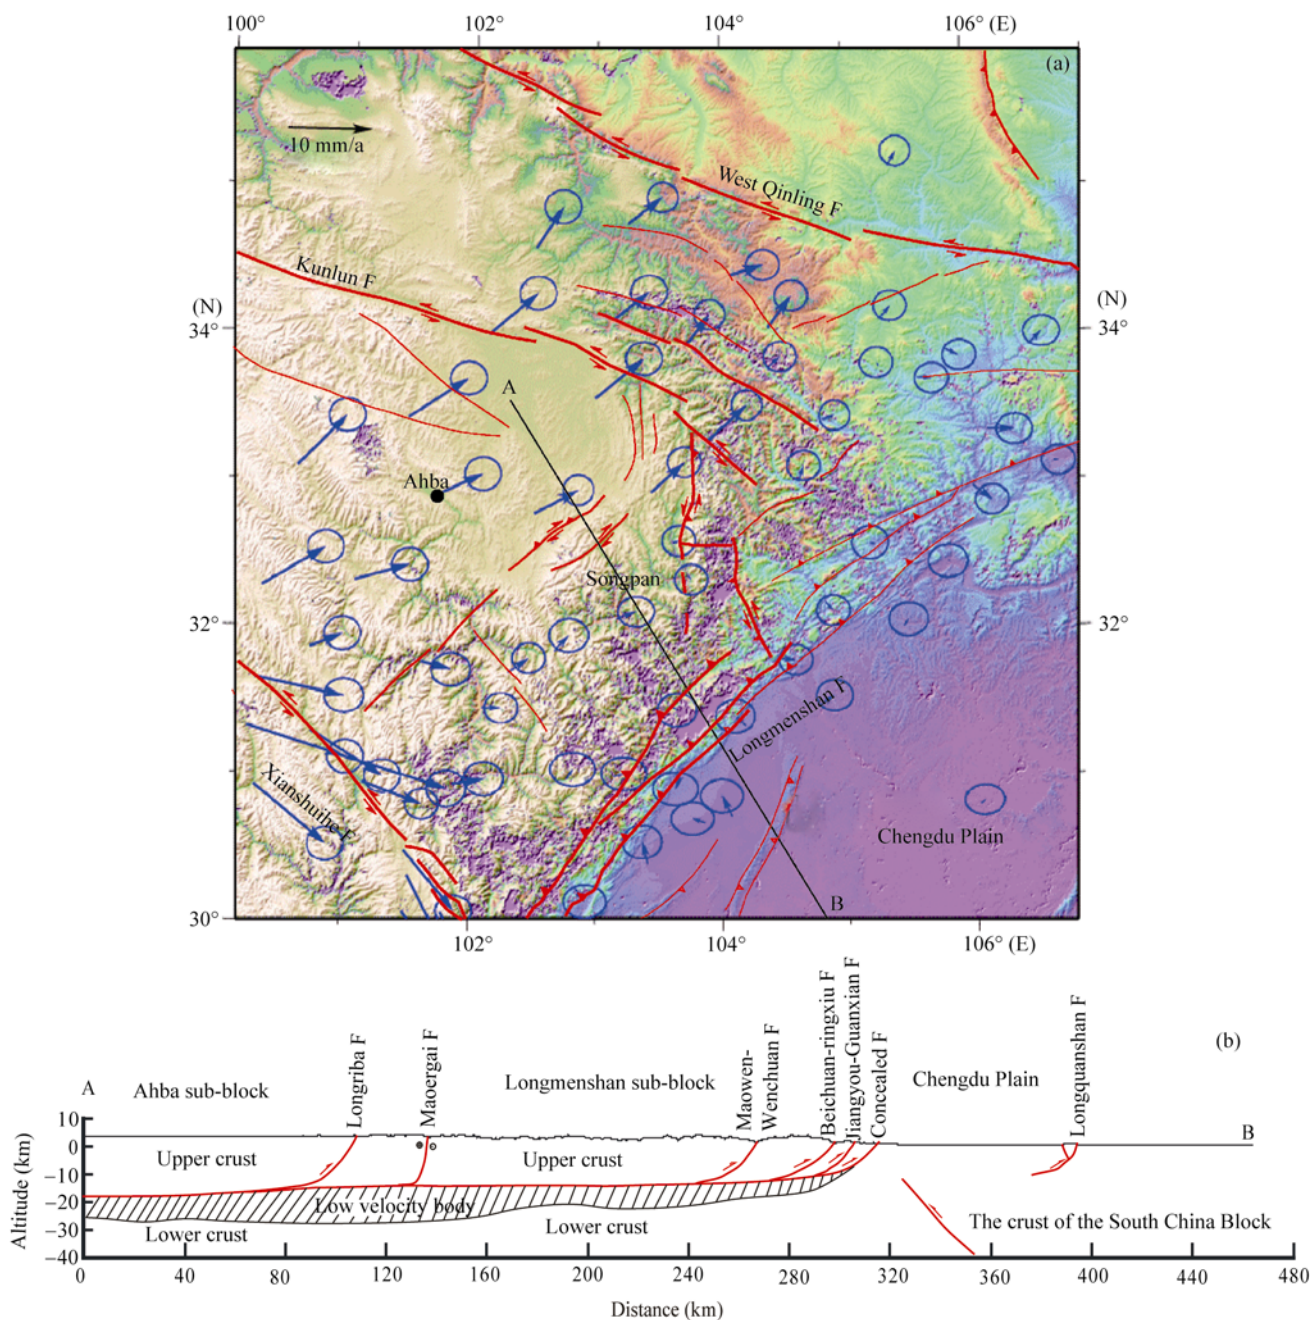 100° 102° 104° 106° (E)
(a)
10 mm/a
West Qinling F
Kunlun F
(N) (N)
34° 34°
A
Ahba
Songpan
32° 32°
Longmenshan F
Xianshuihe F
Chengdu Plain
B
30°
102° 104° 106° (E)
(b)
Longriba F
Maoergai F
Maowen-
Wenchuan F
Beichuan-ringxiu F
Jiangyou-Guanxian F
Concealed F
Longquanshan F
A Ahba sub-block Longmenshan sub-block Chengdu Plain B
Altitude (km)
10
0
−10
−20
−30
−40
Upper crust Upper crust
Low velocity body
Lower crust Lower crust The crust of the South China Block
0 40 80 120 160 200 240 280 320 360 400 440 480
Distance (km)